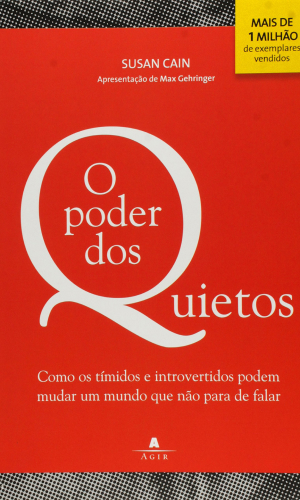 SUSAN CAIN
Apresentação de Max Gehringer
MAIS DE
1 MILHÃO
de exemplares
vendidos
O
poder
dos
Quietos
Como os tímidos e introvertidos podem
mudar um mundo que não para de falar
A
AGIR